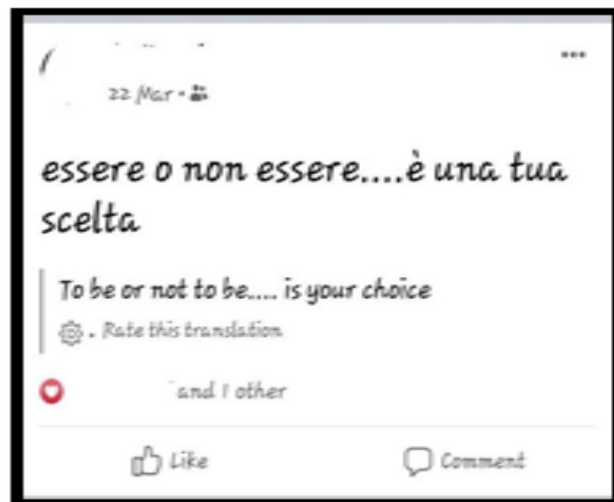 22 Mar
essere o non essere....è una tua
scelta
To be or not to be.... is your choice
. Rate this translation
and 1 other
Like
Comment